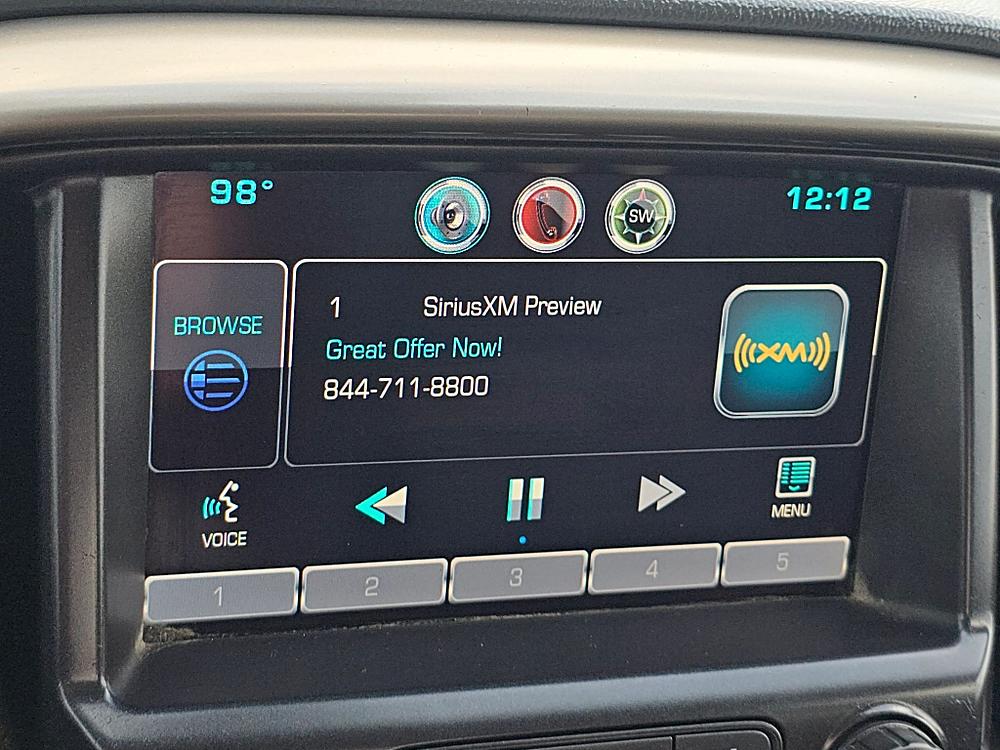 98°
SW
12:12
BROWSE
1 SiriusXM Preview
Great Offer Now!
844-711-8800
((XM))
VOICE
MENU
1 2 3 4 5